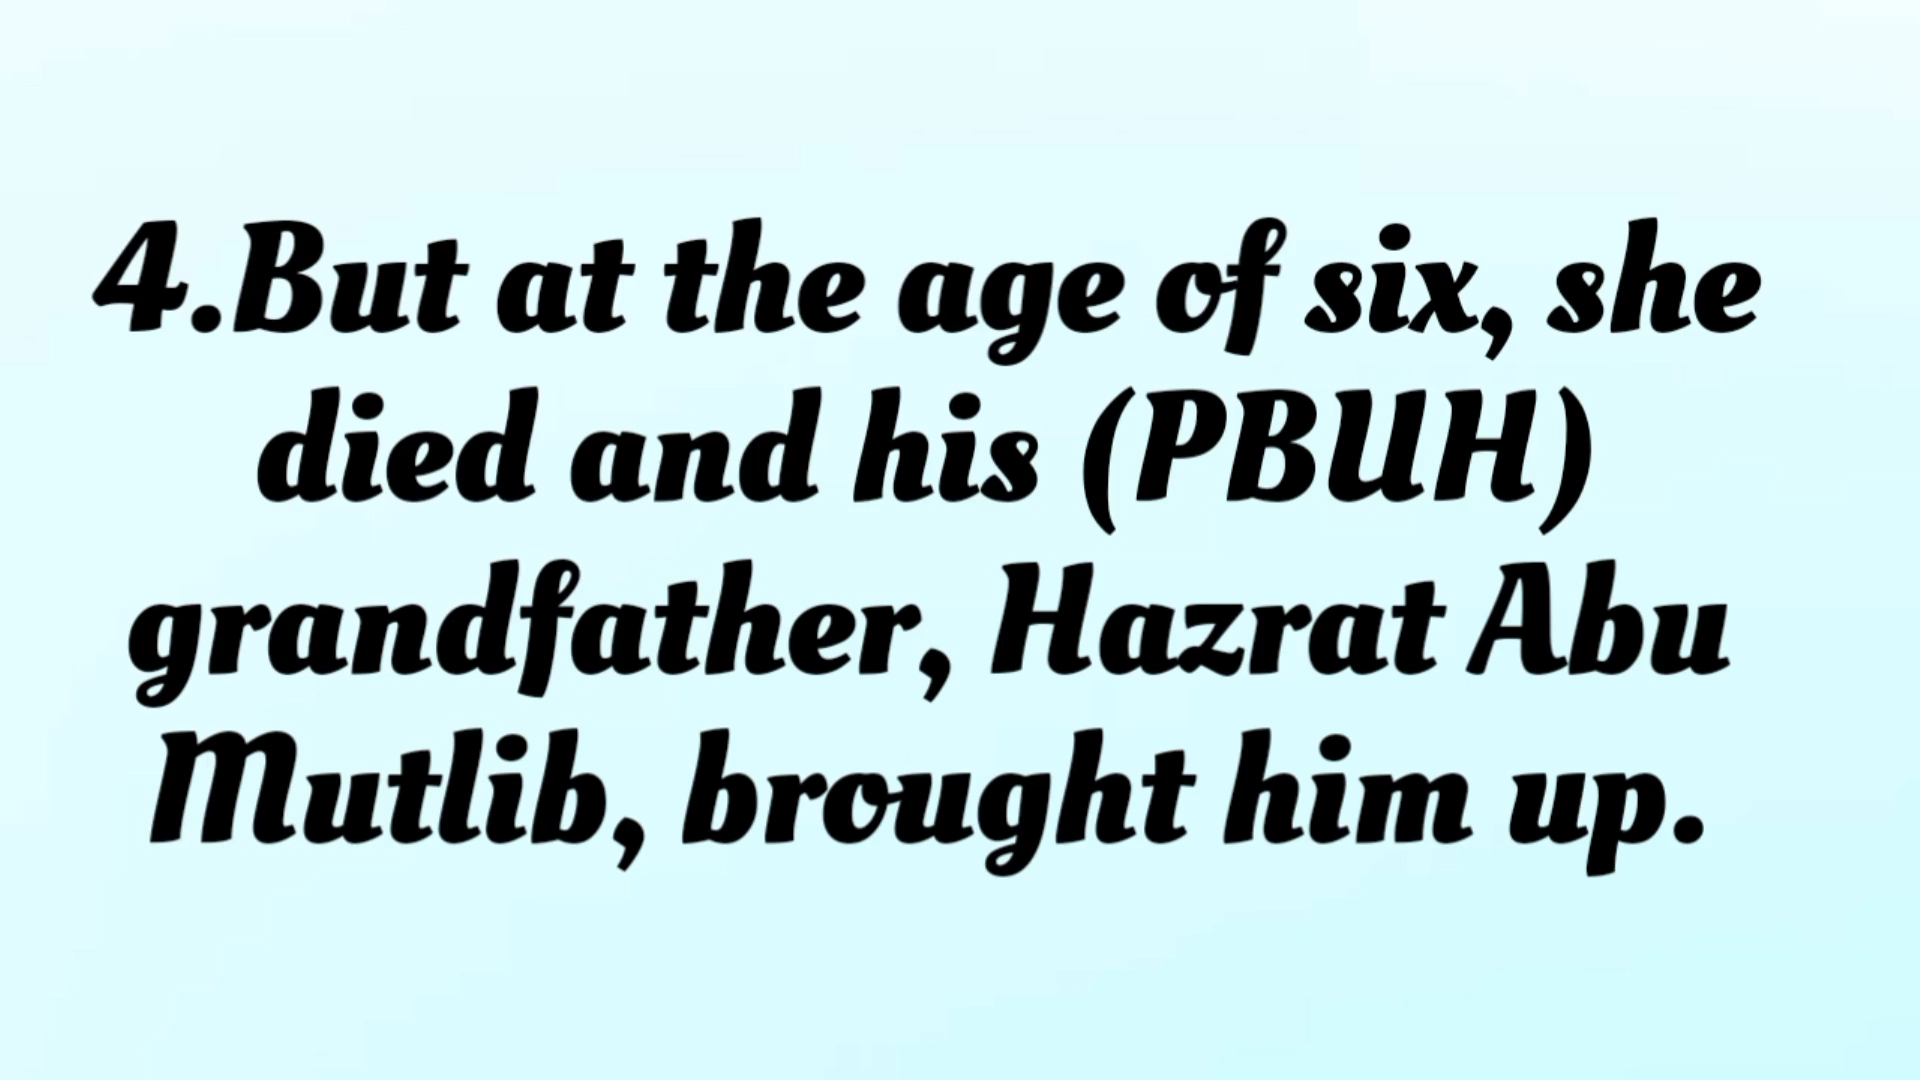 4.But at the age of six, she
died and his (PBUH)
grandfather, Hazrat Abu
Mutlib, brought him up.